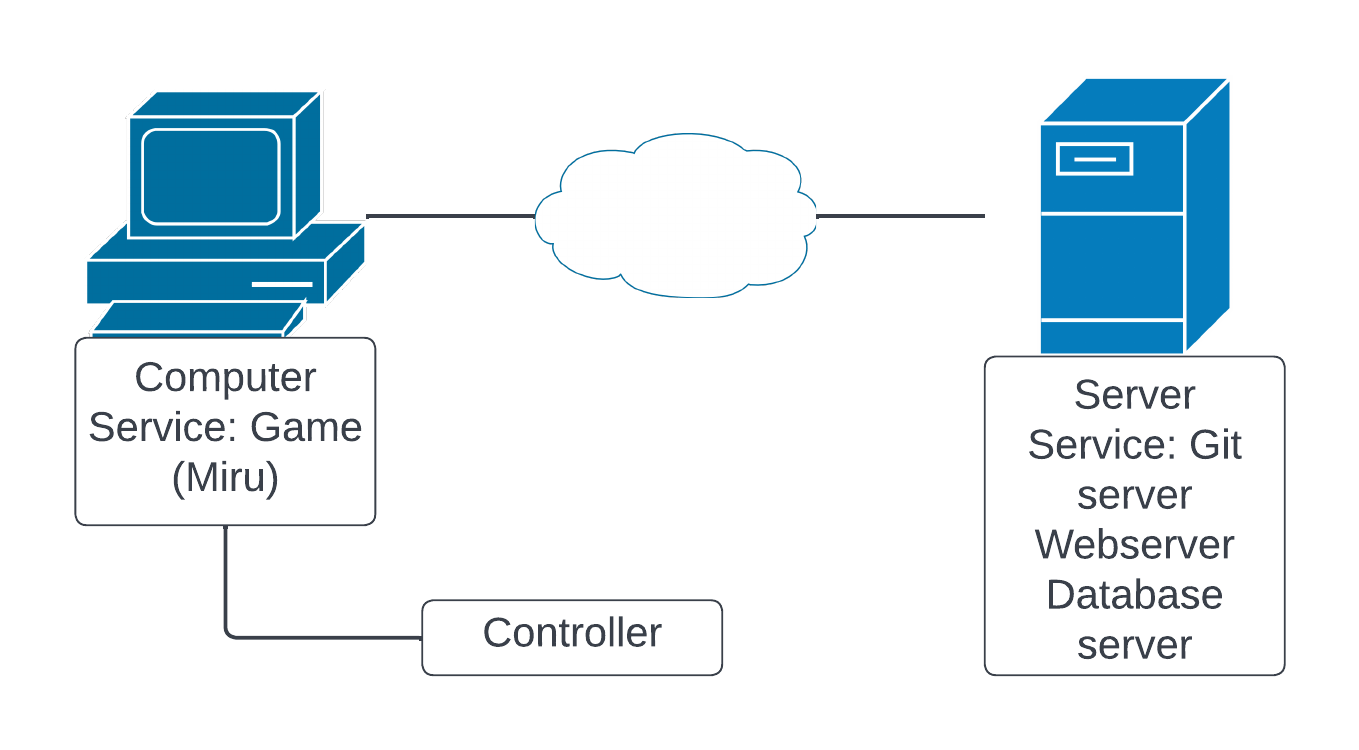 Computer
Service: Game
(Miru)
Controller
Server
Service: Git
server
Webserver
Database
server